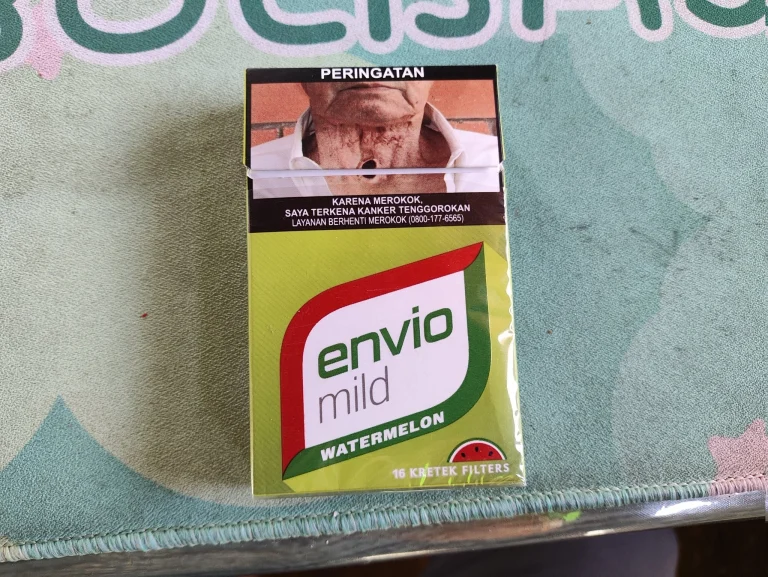 PERINGATAN
KARENA MEROKOK,
SAYA TERKENA KANKER TENGGOROKAN
LAYANAN BERHENTI MEROKOK (0800-177-6565)
envio
mild
WATERMELON
16 KRETEK FILTERS